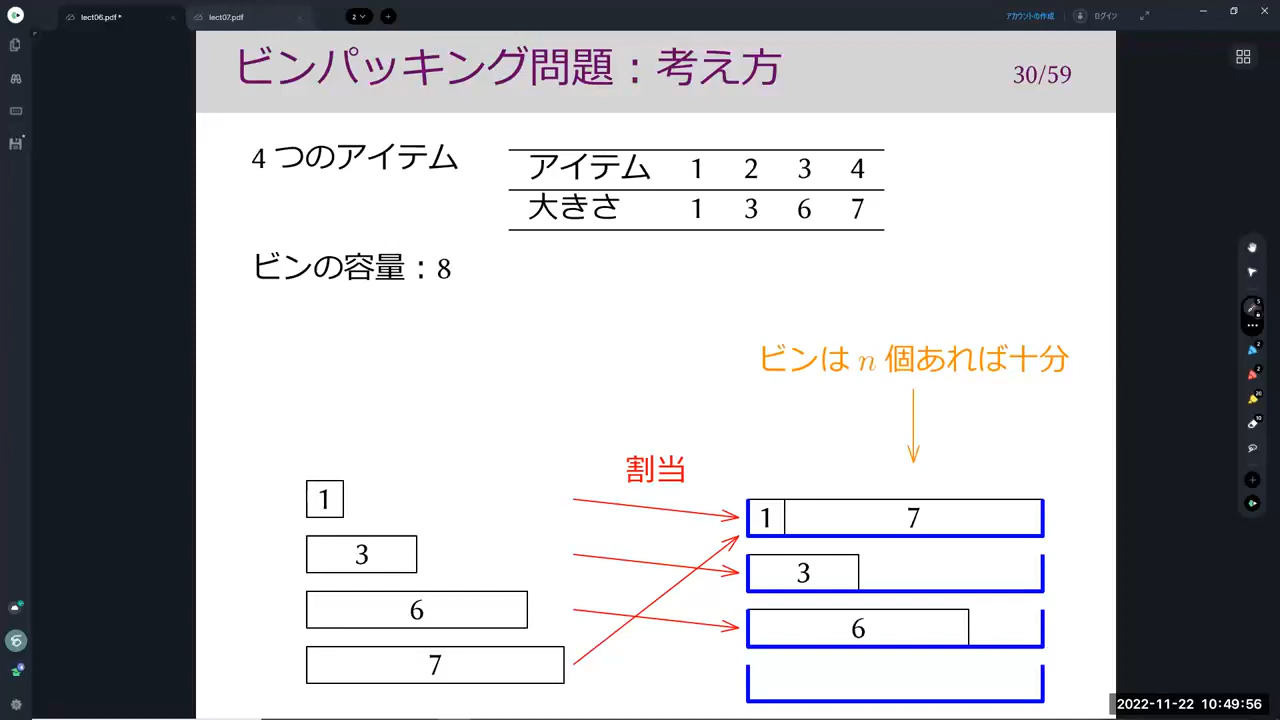 lect06.pdf *
lect07.pdf
2
アカウントの作成
ログイン
ビンパッキング問題：考え方
30/59
4 つのアイテム
アイテム 1 2 3 4
大きさ 1 3 6 7
ビンの容量：8
ビンは n 個あれば十分
割当
1
3
6
7
1 7
3
6
2022-11-22 10:49:56